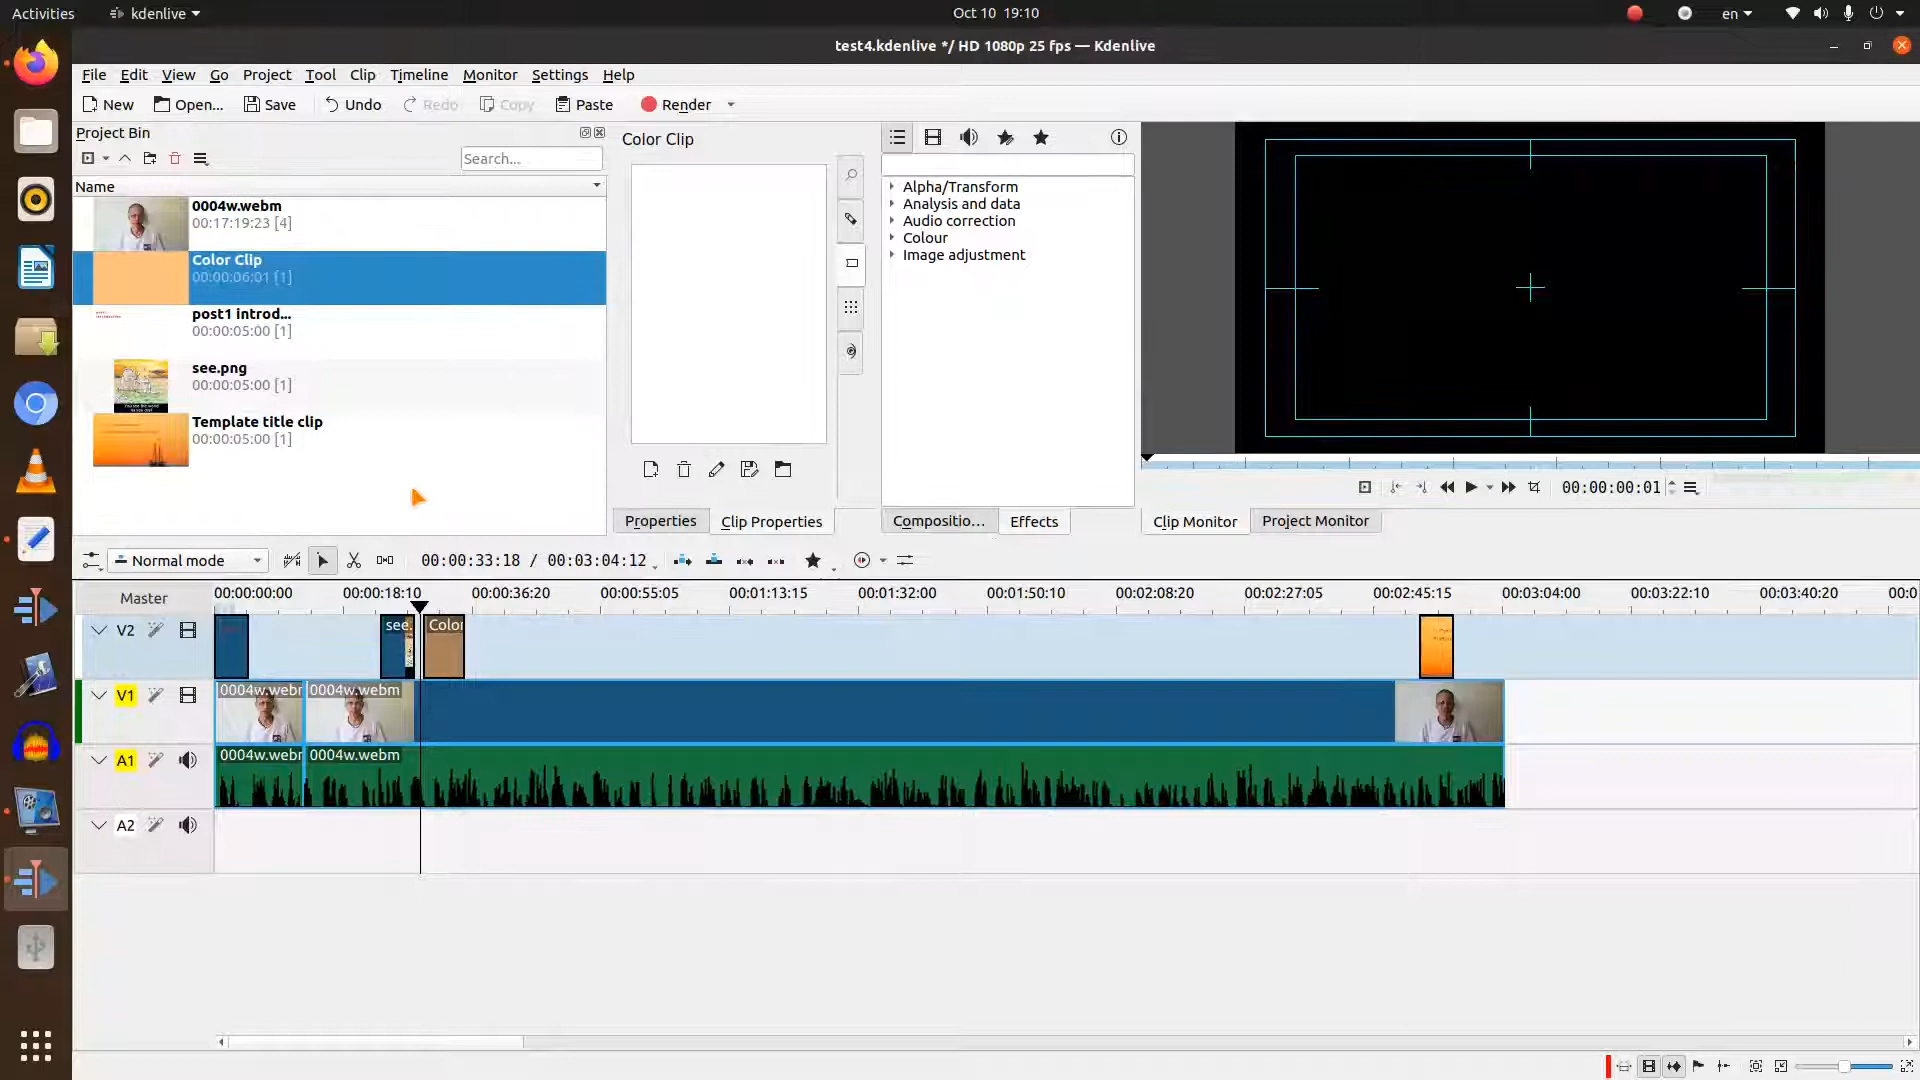 Activities
kdenlive
Oct 10 19:10
en
test4.kdenlive */ HD 1080p 25 fps — Kdenlive
File Edit View Go Project Tool Clip Timeline Monitor Settings Help
New Open... Save Undo Redo Copy Paste Render
Project Bin
Search...
Name
0004w.webm
00:17:19:23 [4]
Color Clip
00:00:06:01 [1]
post1 introd...
00:00:05:00 [1]
see.png
00:00:05:00 [1]
Template title clip
00:00:05:00 [1]
Color Clip
Properties Clip Properties
Alpha/Transform
Analysis and data
Audio correction
Colour
Image adjustment
Compositio... Effects
00:00:00:01
Clip Monitor Project Monitor
Normal mode
00:00:33:18 / 00:03:04:12
Master
00:00:00:00 00:00:18:10 00:00:36:20 00:00:55:05 00:01:13:15 00:01:32:00 00:01:50:10 00:02:08:20 00:02:27:05 00:02:45:15 00:03:04:00 00:03:22:10 00:03:40:20 00:0
V2
see.
Color
V1
0004w.webm
0004w.webm
A1
0004w.webm
0004w.webm
A2